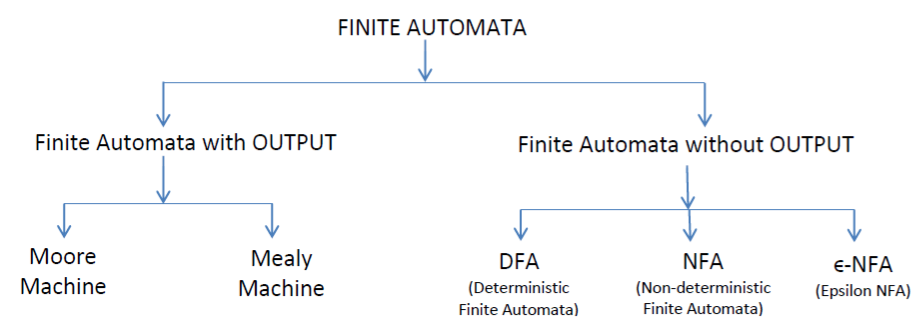 FINITE AUTOMATA
Finite Automata with OUTPUT
Finite Automata without OUTPUT
Moore
Machine
Mealy
Machine
DFA
(Deterministic
Finite Automata)
NFA
(Non-deterministic
Finite Automata)
ϵ-NFA
(Epsilon NFA)